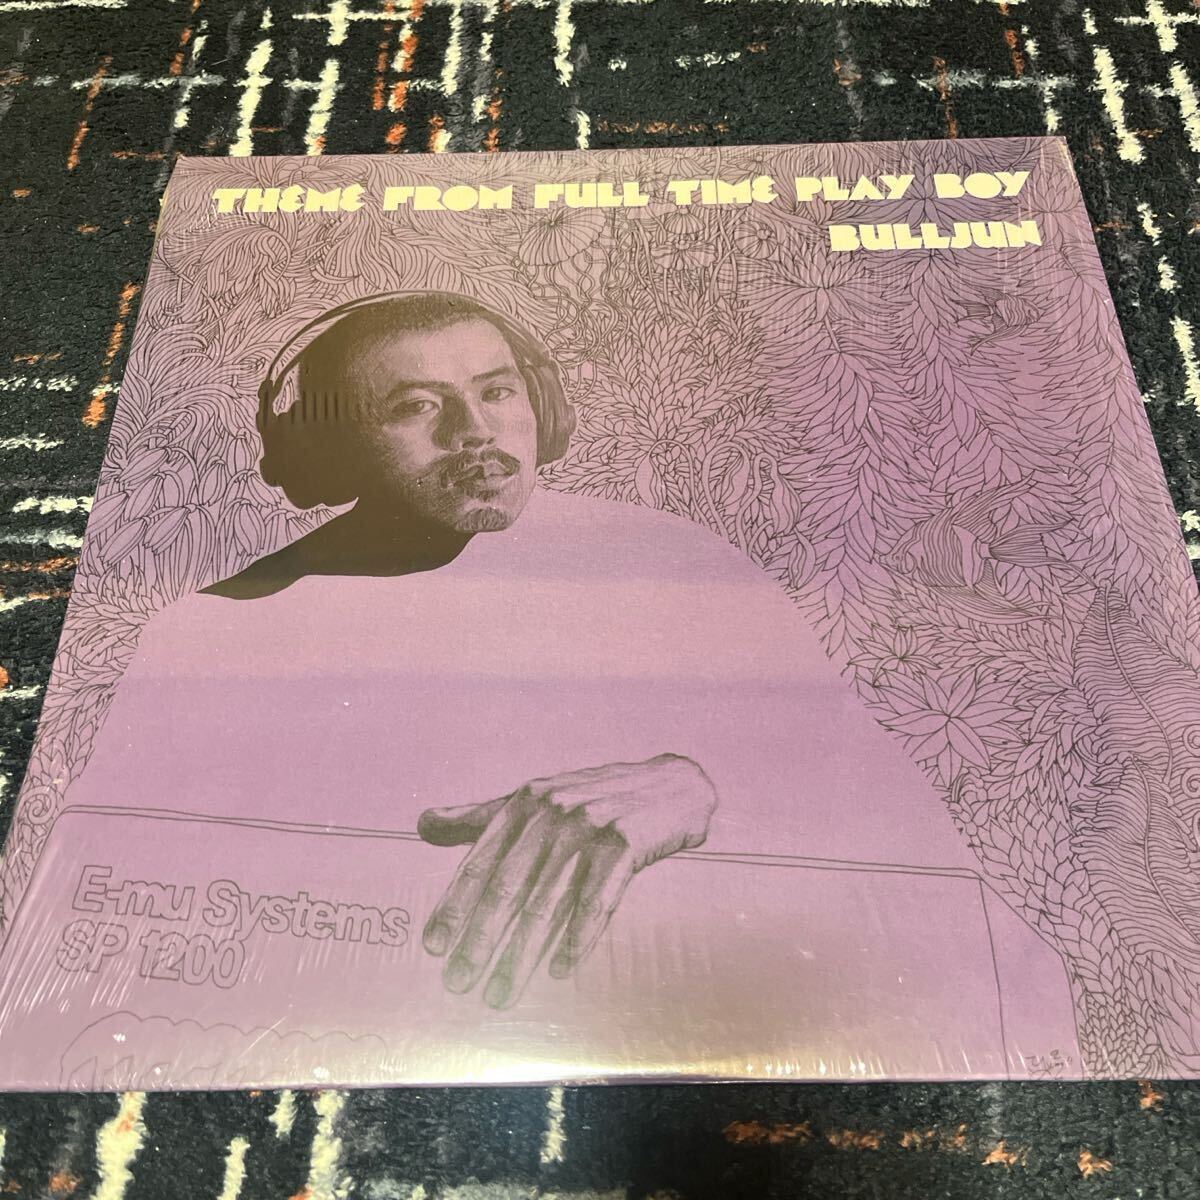 THEME FROM FULL TIME PLAY BOY
BULLJUN
E-mu Systems
SP 1200